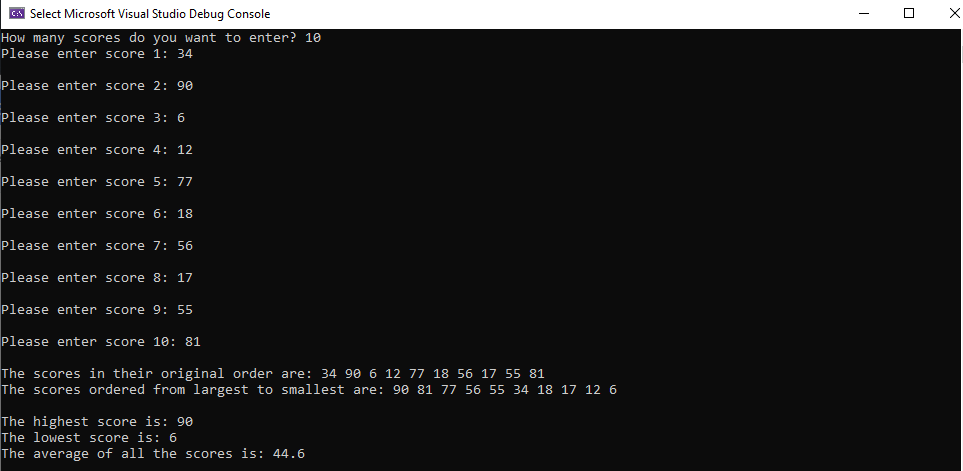 Select Microsoft Visual Studio Debug Console
How many scores do you want to enter? 10
Please enter score 1: 34
Please enter score 2: 90
Please enter score 3: 6
Please enter score 4: 12
Please enter score 5: 77
Please enter score 6: 18
Please enter score 7: 56
Please enter score 8: 17
Please enter score 9: 55
Please enter score 10: 81
The scores in their original order are: 34 90 6 12 77 18 56 17 55 81
The scores ordered from largest to smallest are: 90 81 77 56 55 34 18 17 12 6
The highest score is: 90
The lowest score is: 6
The average of all the scores is: 44.6